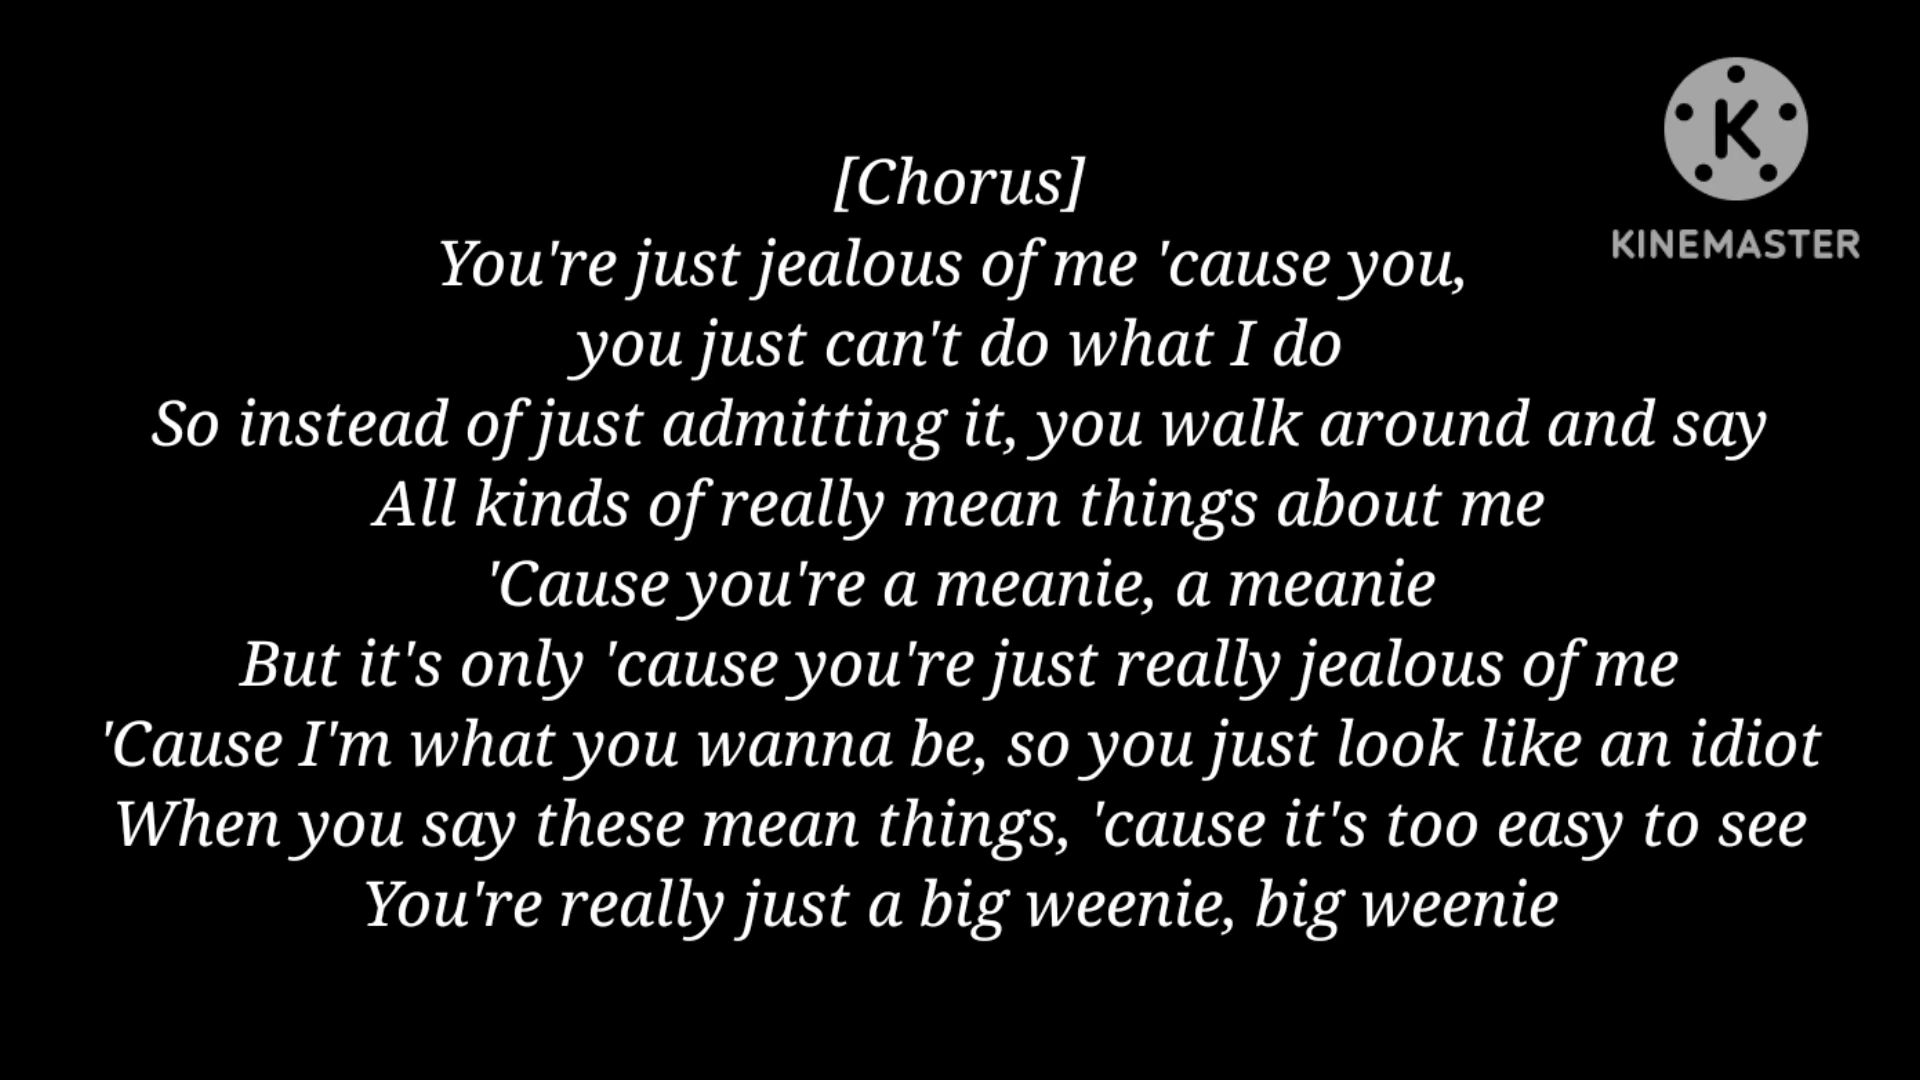 [Chorus]
You're just jealous of me 'cause you,
you just can't do what I do
So instead of just admitting it, you walk around and say
All kinds of really mean things about me
'Cause you're a meanie, a meanie
But it's only 'cause you're just really jealous of me
'Cause I'm what you wanna be, so you just look like an idiot
When you say these mean things, 'cause it's too easy to see
You're really just a big weenie, big weenie
K
KINEMASTER